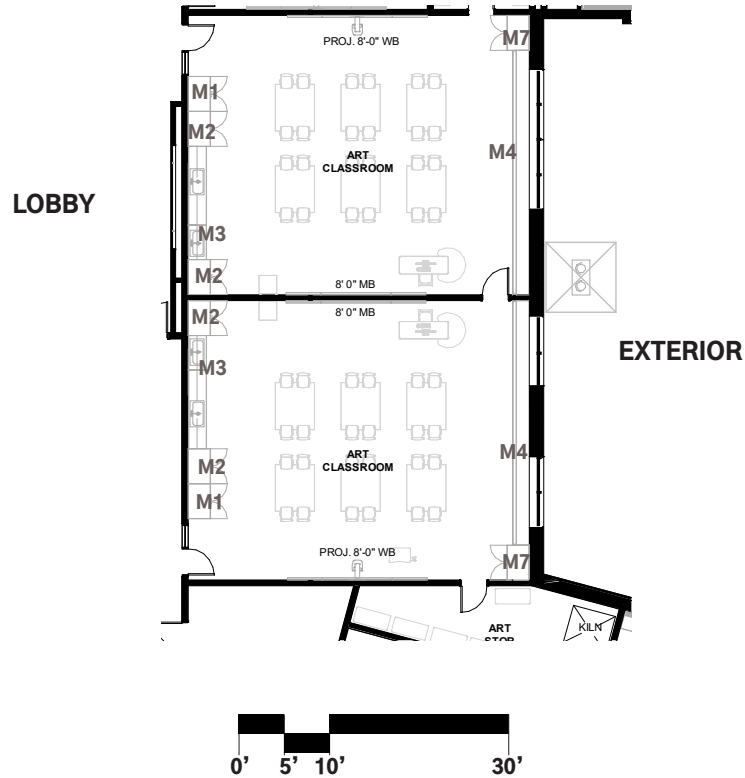 M7
PROJ. 8'-0" WB
M1
M2
M4
ART
CLASSROOM
LOBBY
M3
M2
8' 0" MB
8' 0" MB
M2
EXTERIOR
M3
M4
ART
CLASSROOM
M2
M1
PROJ. 8'-0" WB
M7
ART
STOR
KILN
0' 5' 10' 30'